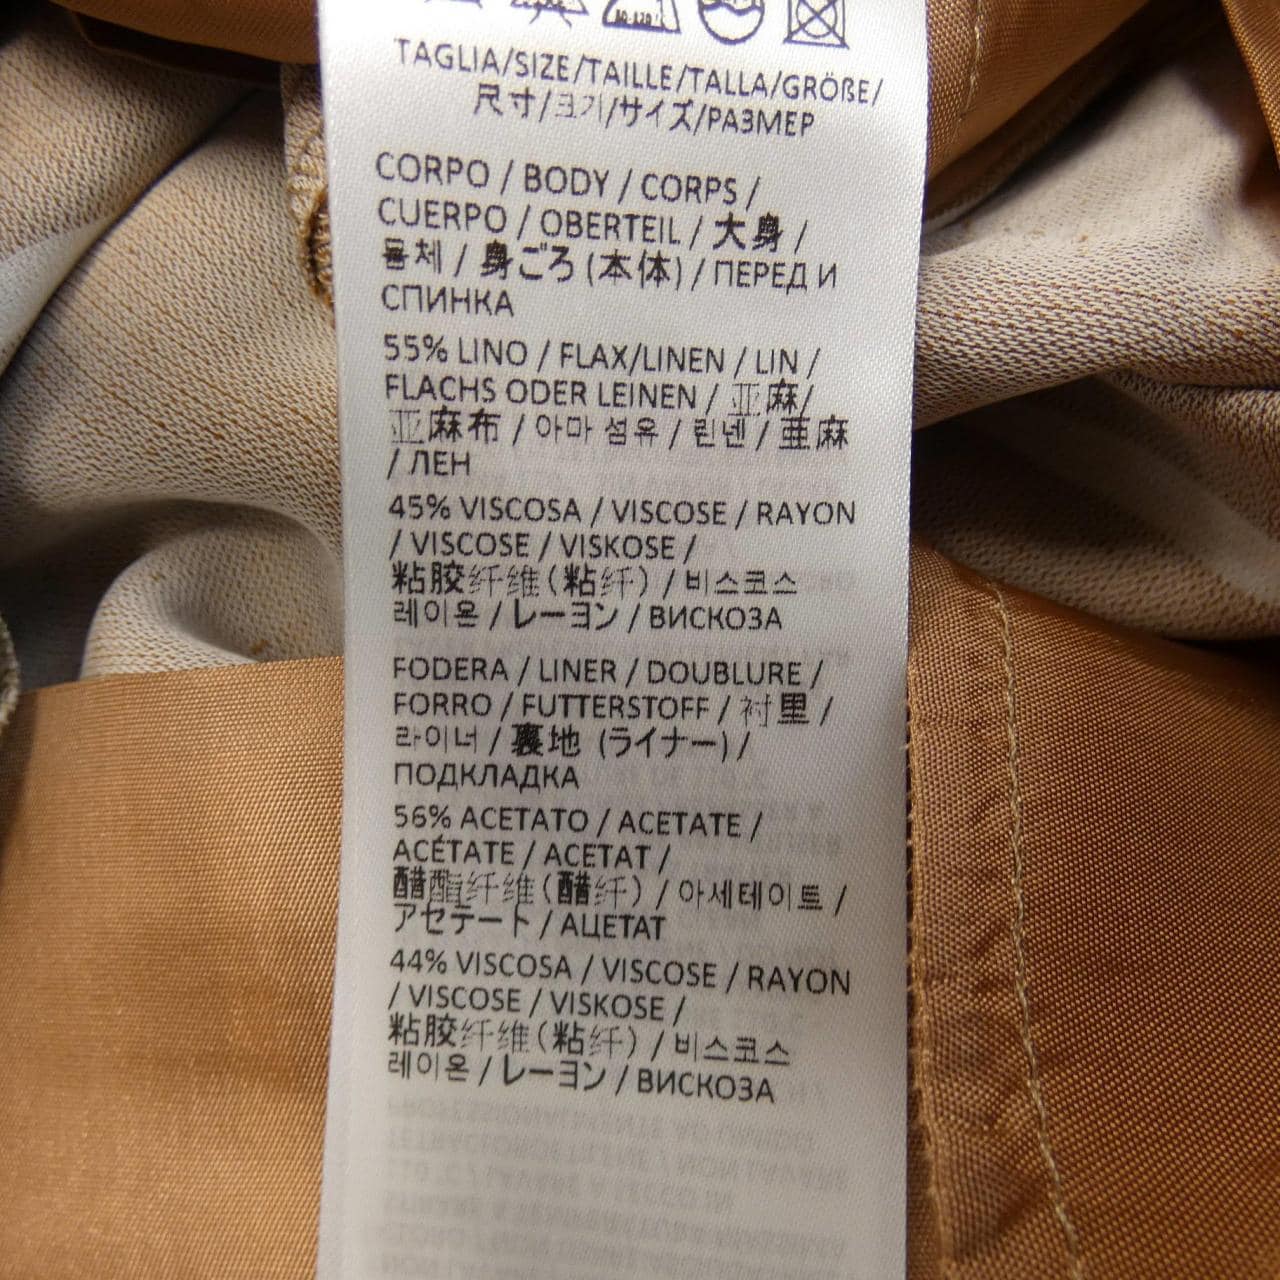 TAGLIA/SIZE/TAILLE/TALLA/GRÖßE/
尺寸/크기/サイズ/РАЗМЕР
CORPO / BODY / CORPS /
CUERPO / OBERTEIL / 大身 /
몸체 / 身ごろ (本体) / ПЕРЕД И
СПИНКА
55% LINO / FLAX/LINEN / LIN /
FLACHS ODER LEINEN / 亚麻/
亚麻布 / 아마 섬유 / 린넨 / 亜麻
/ ЛЕН
45% VISCOSA / VISCOSE / RAYON
/ VISCOSE / VISKOSE /
粘胶纤维(粘纤) / 비스코스
레이온 / レーヨン / ВИСКОЗА
FODERA / LINER / DOUBLURE /
FORRO / FUTTERSTOFF / 衬里 /
라이너 / 裏地 (ライナー) /
ПОДКЛАДКА
56% ACETATO / ACETATE /
ACÉTATE / ACETAT /
醋酯纤维(醋纤) / 아세테이트 /
アセテート / АЦЕТАТ
44% VISCOSA / VISCOSE / RAYON
/ VISCOSE / VISKOSE /
粘胶纤维(粘纤) / 비스코스
레이온 / レーヨン / ВИСКОЗА